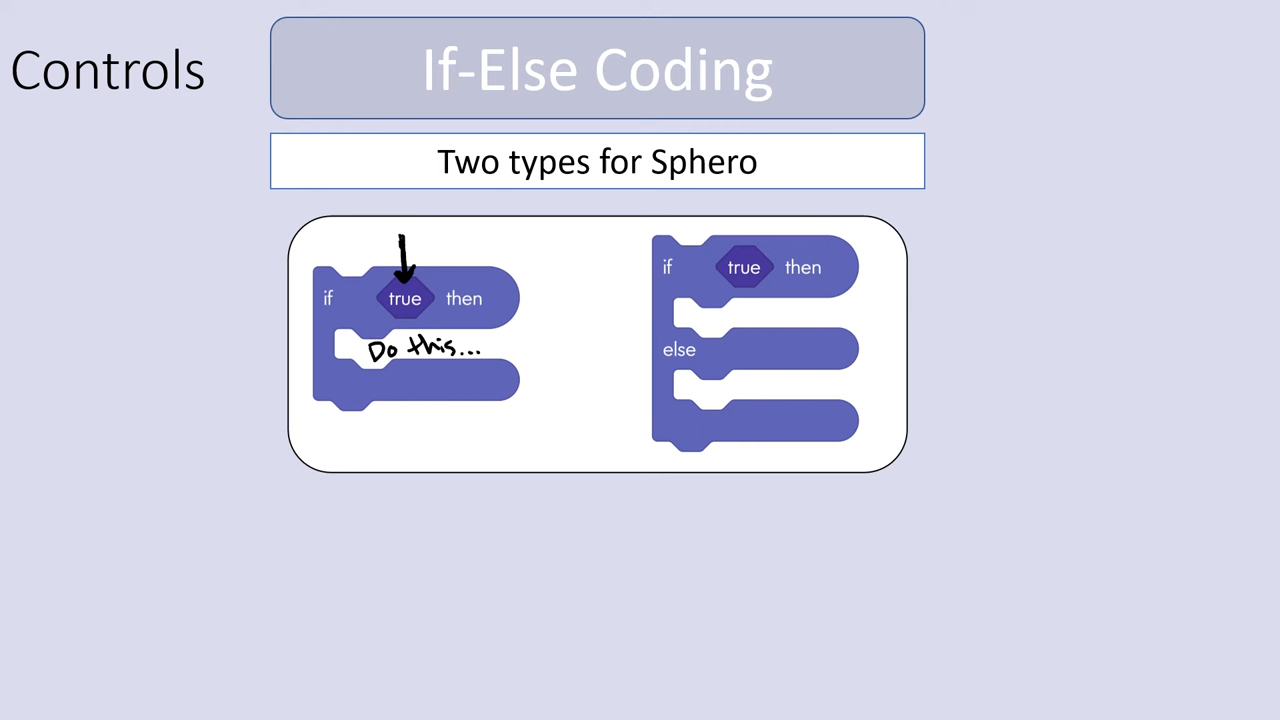 Controls
If-Else Coding
Two types for Sphero
if true then
Do this...
if true then
else